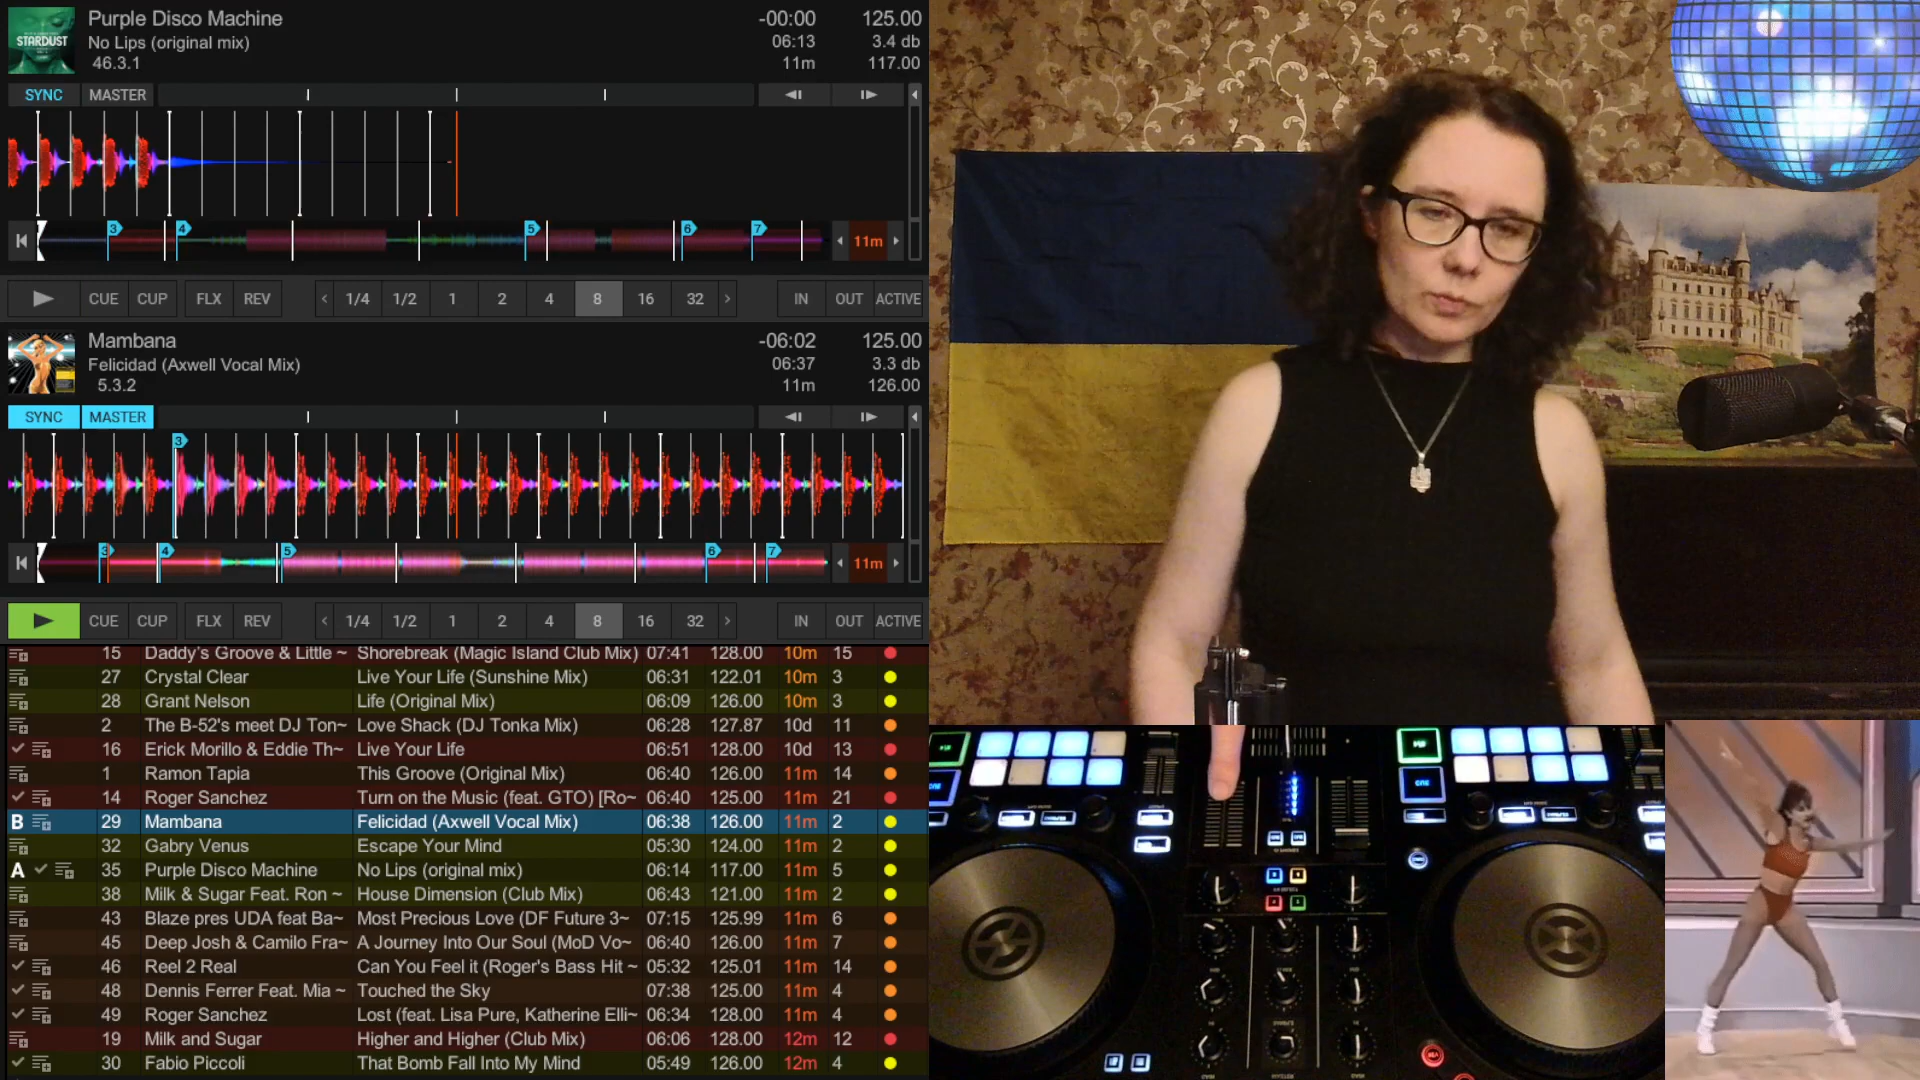 STARDUST
Purple Disco Machine -00:00 125.00
No Lips (original mix) 06:13 3.4 db
46.3.1 11m 117.00
SYNC MASTER
3 4 5 6 7 11m
CUE CUP FLX REV 1/4 1/2 1 2 4 8 16 32 IN OUT ACTIVE
Mambana -06:02 125.00
Felicidad (Axwell Vocal Mix) 06:37 3.3 db
5.3.2 11m 126.00
SYNC MASTER
3
3 4 5 6 7 11m
CUE CUP FLX REV 1/4 1/2 1 2 4 8 16 32 IN OUT ACTIVE
15 Daddy's Groove & Little ~ Shorebreak (Magic Island Club Mix) 07:41 128.00 10m 15
27 Crystal Clear Live Your Life (Sunshine Mix) 06:31 122.01 10m 3
28 Grant Nelson Life (Original Mix) 06:09 126.00 10m 3
2 The B-52's meet DJ Ton~ Love Shack (DJ Tonka Mix) 06:28 127.87 10d 11
16 Erick Morillo & Eddie Th~ Live Your Life 06:51 128.00 10d 13
1 Ramon Tapia This Groove (Original Mix) 06:40 126.00 11m 14
14 Roger Sanchez Turn on the Music (feat. GTO) [Ro~ 06:40 125.00 11m 21
B 29 Mambana Felicidad (Axwell Vocal Mix) 06:38 126.00 11m 2
32 Gabry Venus Escape Your Mind 05:30 124.00 11m 2
A 35 Purple Disco Machine No Lips (original mix) 06:14 117.00 11m 5
38 Milk & Sugar Feat. Ron ~ House Dimension (Club Mix) 06:43 121.00 11m 2
43 Blaze pres UDA feat Ba~ Most Precious Love (DF Future 3~ 07:15 125.99 11m 6
45 Deep Josh & Camilo Fra~ A Journey Into Our Soul (MoD Vo~ 06:40 126.00 11m 7
46 Reel 2 Real Can You Feel it (Roger's Bass Hit ~ 05:32 125.01 11m 14
48 Dennis Ferrer Feat. Mia ~ Touched the Sky 07:38 125.00 11m 4
49 Roger Sanchez Lost (feat. Lisa Pure, Katherine Elli~ 06:34 128.00 11m 4
19 Milk and Sugar Higher and Higher (Club Mix) 06:06 128.00 12m 12
30 Fabio Piccoli That Bomb Fall Into My Mind 05:49 126.00 12m 4